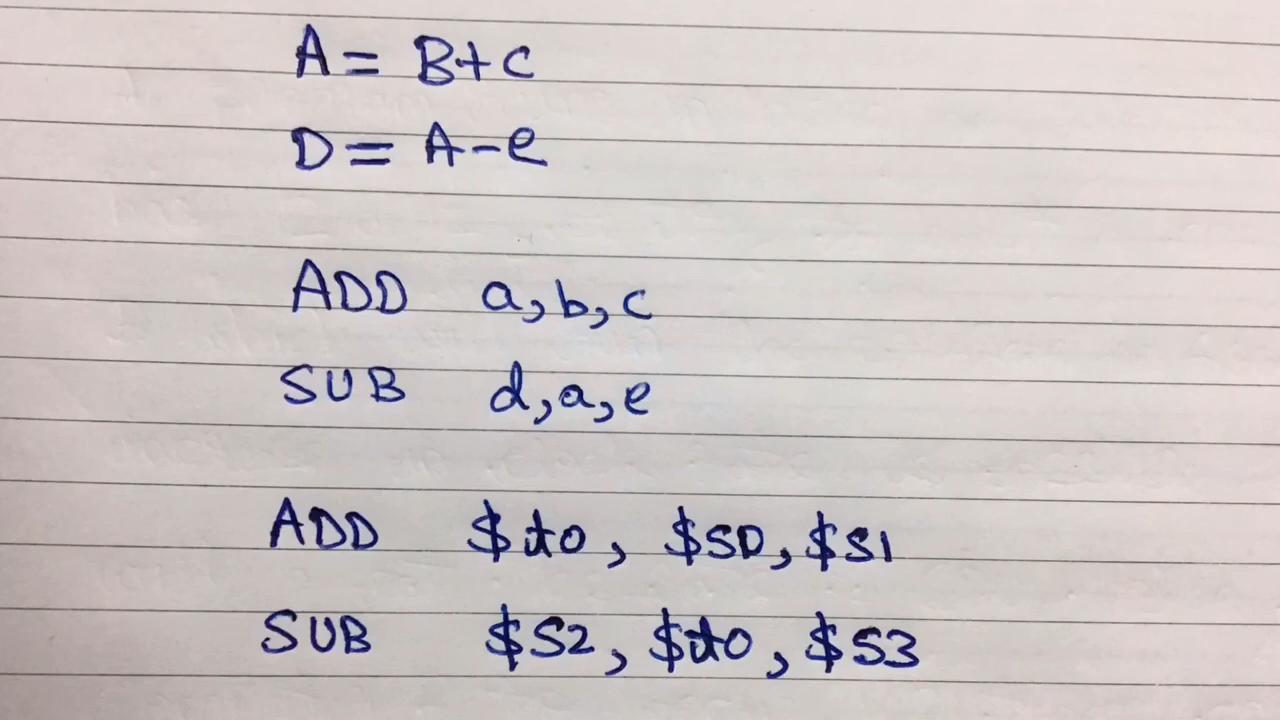 A = B+C
D = A-e
ADD a,b,c
SUB d,a,e
ADD $t0, $S0, $S1
SUB $S2, $t0, $S3